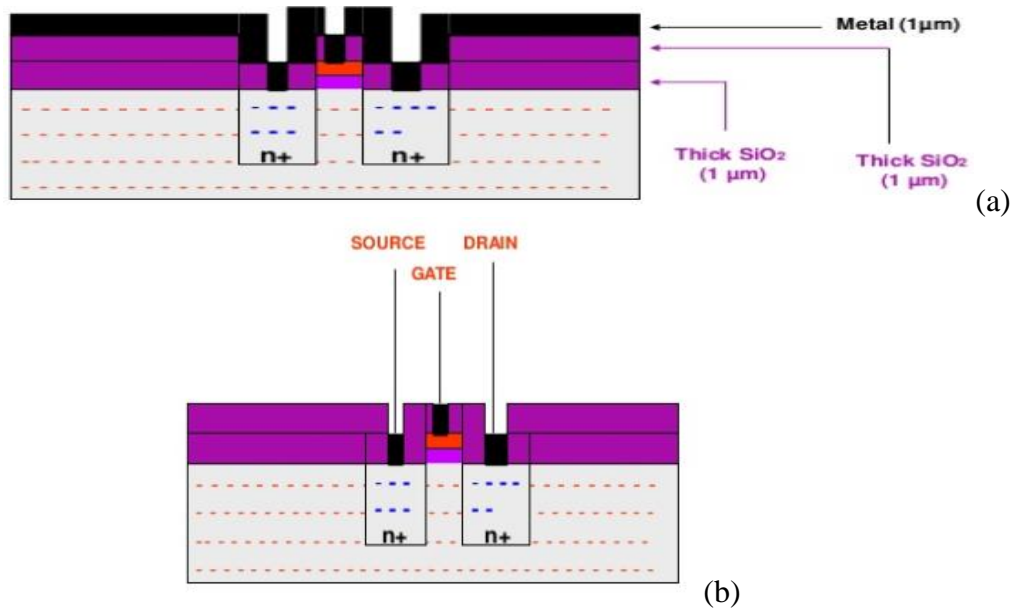 Metal (1µm)
n+ n+
Thick SiO₂
(1 µm)
Thick SiO₂
(1 µm)
(a)
SOURCE DRAIN
GATE
n+ n+
(b)